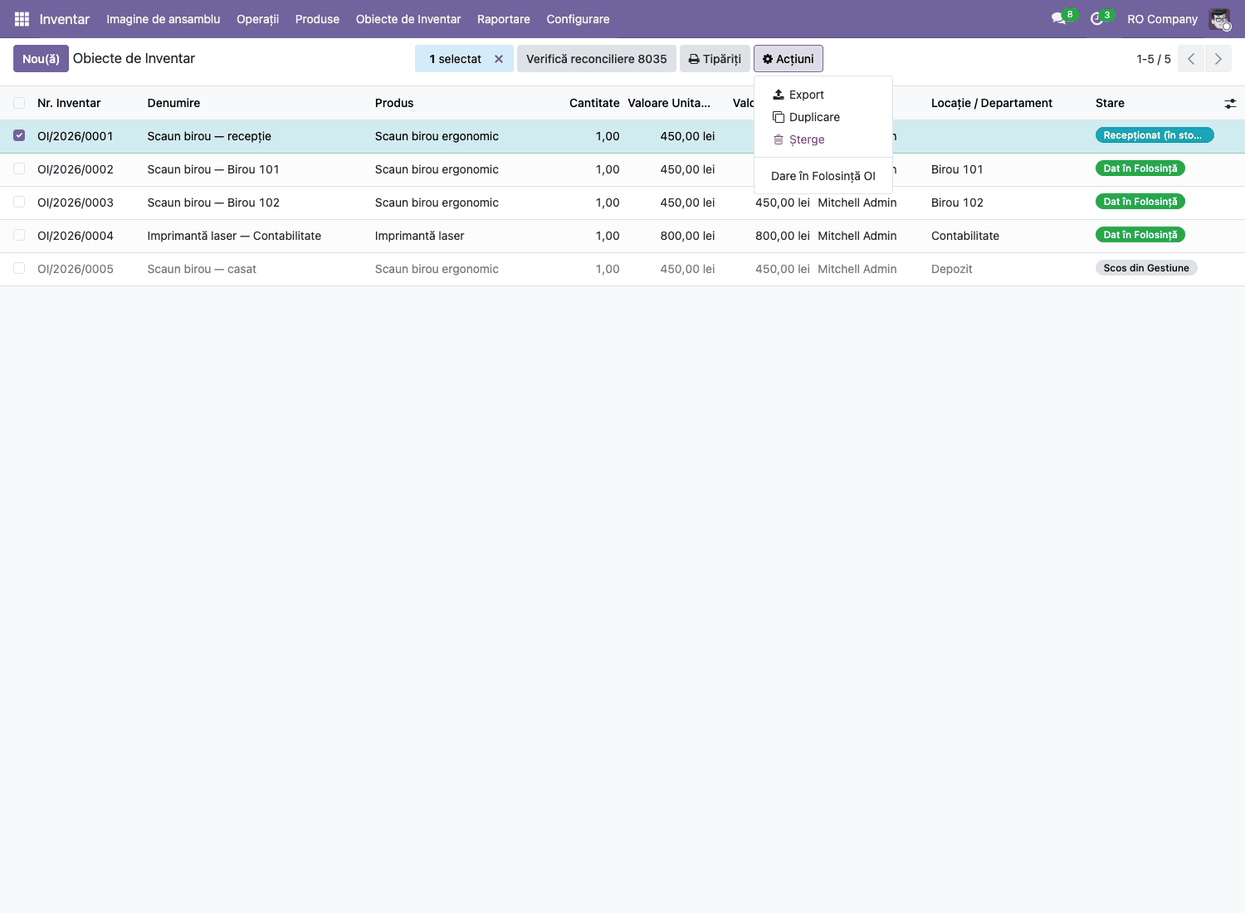 Inventar Imagine de ansamblu Operații Produse Obiecte de Inventar Raportare Configurare 8 3 RO Company
Nou(ă) Obiecte de Inventar 1 selectat Verifică reconciliere 8035 Tipăriți Acțiuni 1-5 / 5
Nr. Inventar Denumire Produs Cantitate Valoare Unita... Valo Locație / Departament Stare
OI/2026/0001 Scaun birou — recepție Scaun birou ergonomic 1,00 450,00 lei Recepționat (în sto...
OI/2026/0002 Scaun birou — Birou 101 Scaun birou ergonomic 1,00 450,00 lei Birou 101 Dat în Folosință
OI/2026/0003 Scaun birou — Birou 102 Scaun birou ergonomic 1,00 450,00 lei 450,00 lei Mitchell Admin Birou 102 Dat în Folosință
OI/2026/0004 Imprimantă laser — Contabilitate Imprimantă laser 1,00 800,00 lei 800,00 lei Mitchell Admin Contabilitate Dat în Folosință
OI/2026/0005 Scaun birou — casat Scaun birou ergonomic 1,00 450,00 lei 450,00 lei Mitchell Admin Depozit Scos din Gestiune
Export
Duplicare
Șterge
Dare în Folosință OI